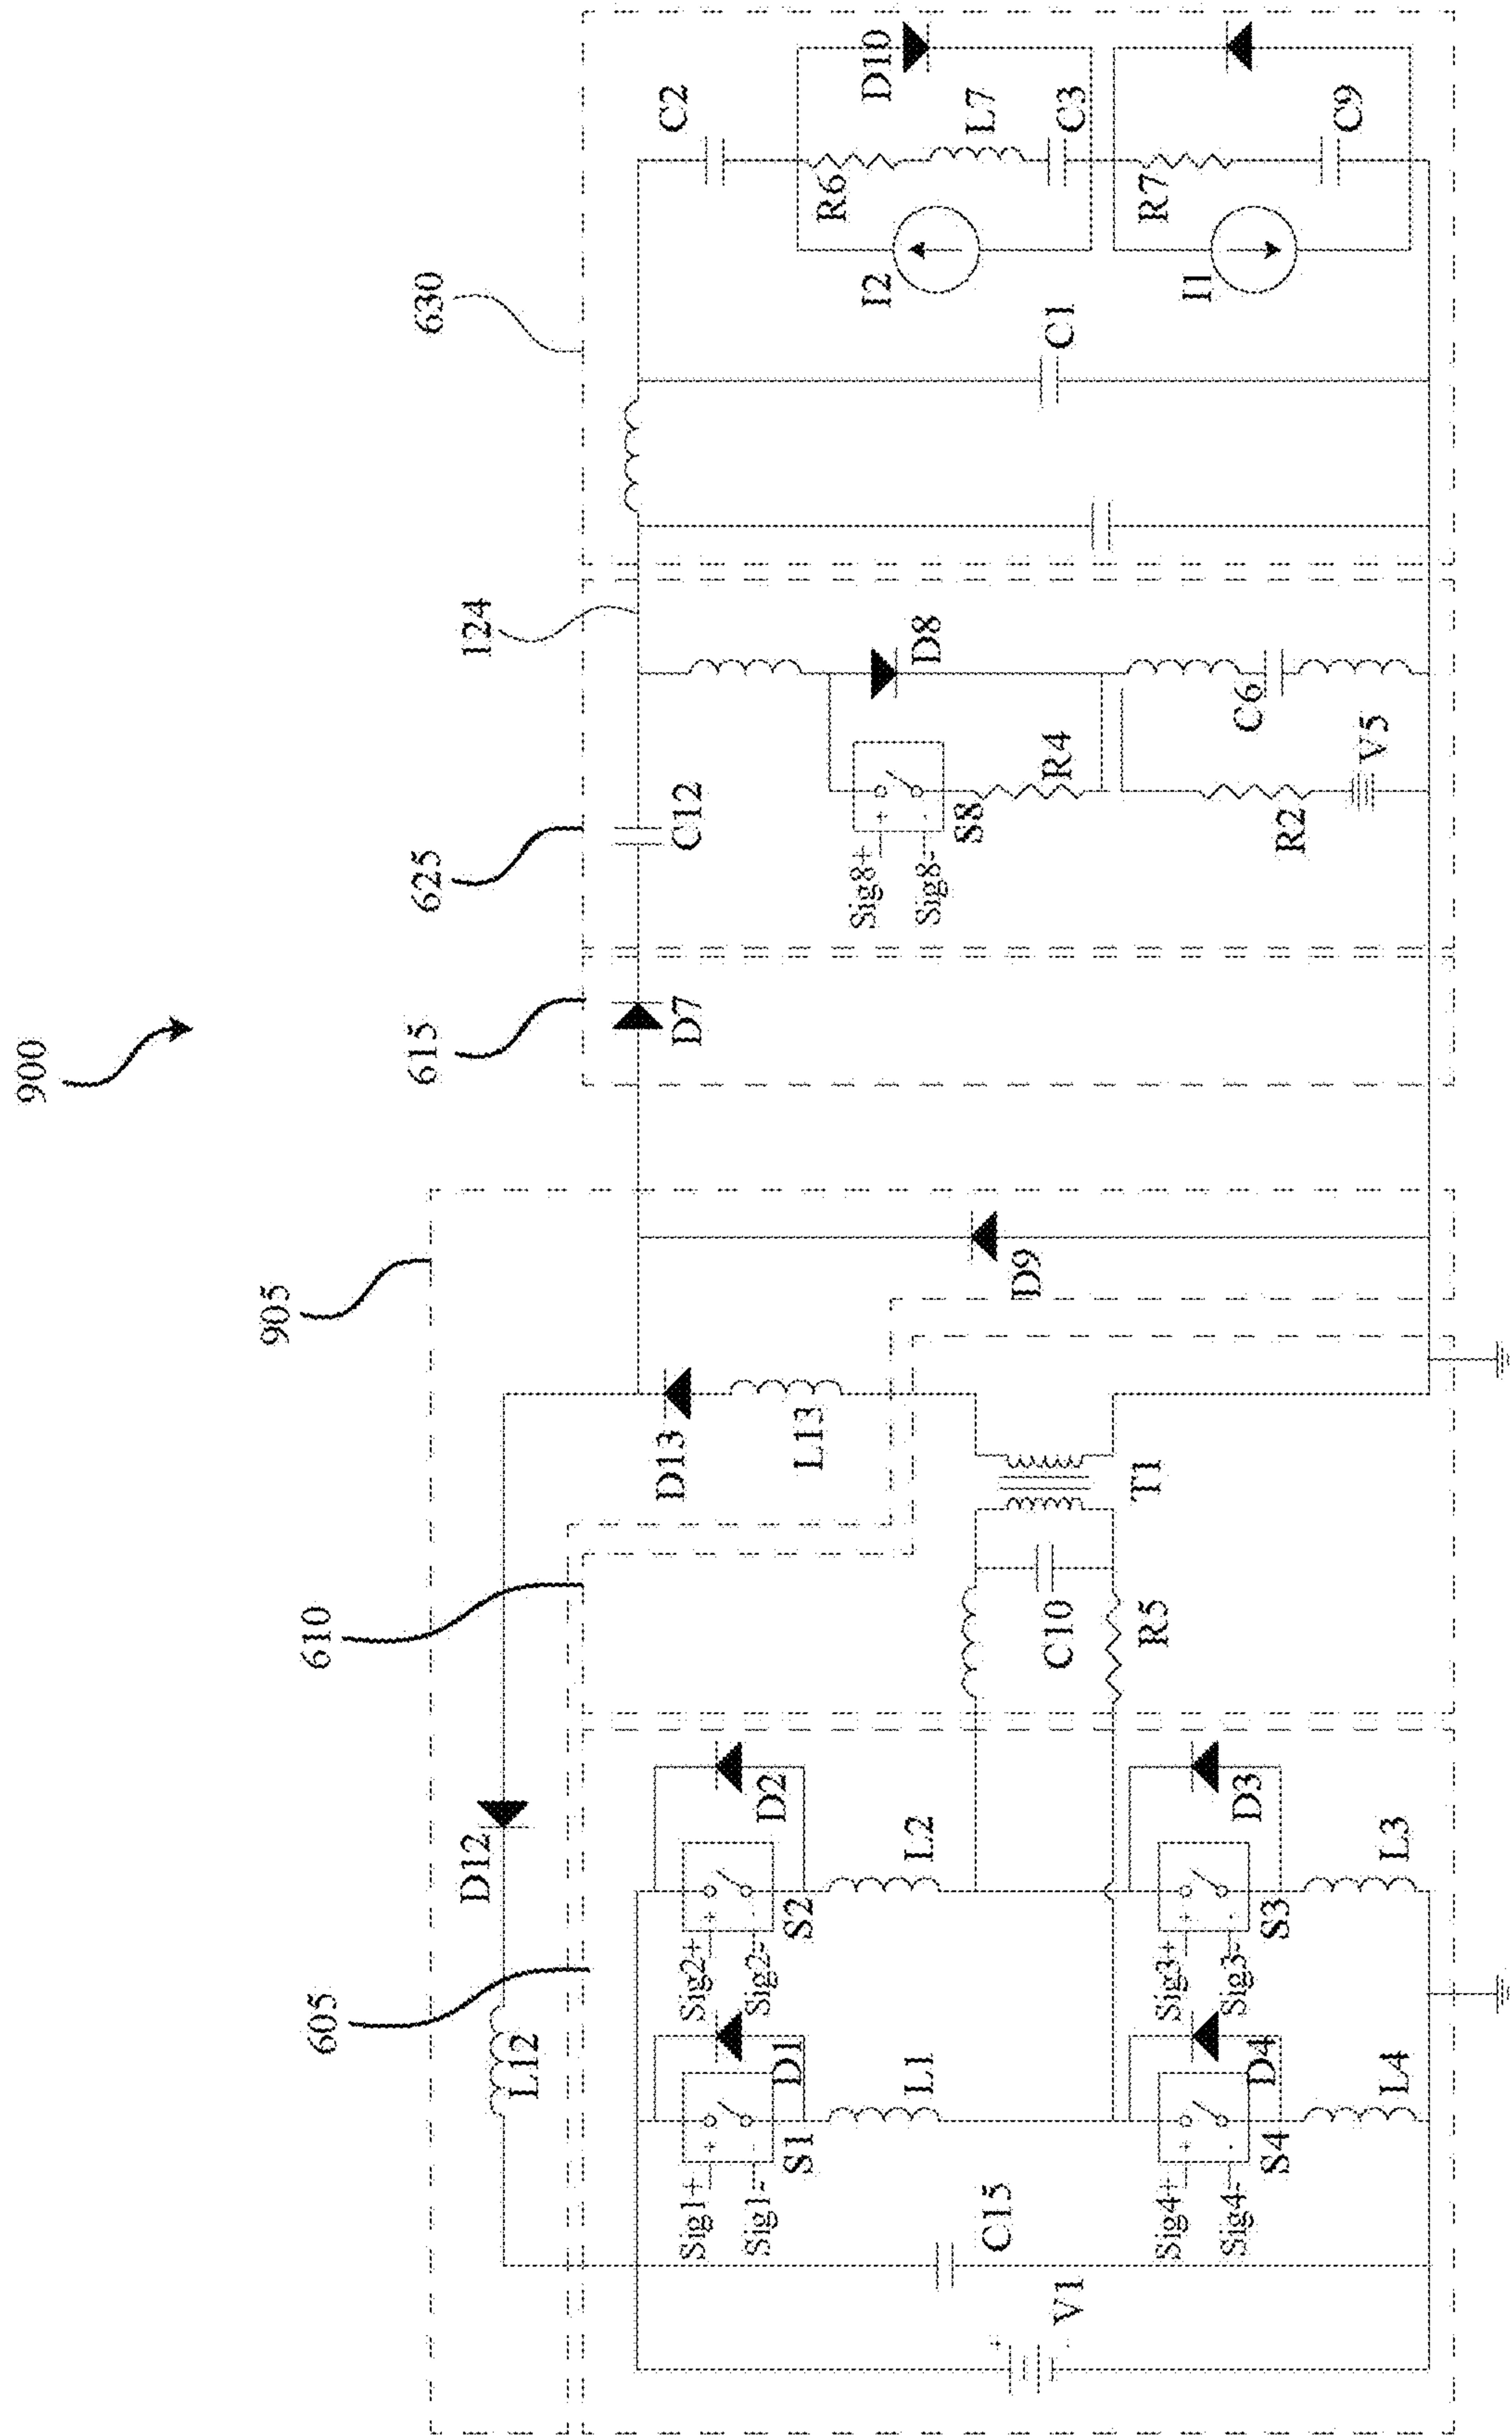 900
905
610
605
615
625
124
630
D12
L12
D13
L13
D9
D7
C12
D8
Sig8+
Sig8-
S8
R4
C6
R2
V5
C2
D10
R6
L7
C3
I2
R7
C9
I1
C1
T1
C10
R5
Sig2+
Sig2-
S2
D2
L2
Sig1+
Sig1-
S1
D1
L1
Sig3+
Sig3-
S3
D3
L3
Sig4+
Sig4-
S4
D4
L4
C15
V1
+
-
+
-
+
-
+
-
+
-
+
-